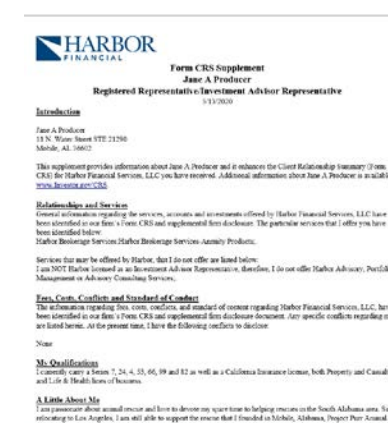 HARBOR
FINANCIAL
Form CRS Supplement
Jane A Producer
Registered Representative/Investment Advisor Representative
5/13/2020
Introduction
Jane A Producer
11 N. Water Street STE 21290
Mobile, AL 36602
This supplement provides information about Jane A Producer and it enhances the Client Relationship Summary (Form
CRS) for Harbor Financial Services, LLC you have received. Additional information about Jane A Producer is availabl
www.Investor.gov/CRS.
Relationships and Services
General information regarding the services, accounts and investments offered by Harbor Financial Services, LLC have
been identified in our firm's Form CRS and supplemental firm disclosure. The particular services that I offer you have
been identified below:
Harbor Brokerage Services;Harbor Brokerage Services-Annuity Products;
Services that may be offered by Harbor, that I do not offer are listed below:
I am NOT Harbor licensed as an Investment Advisor Representative, therefore, I do not offer Harbor Advisory, Portfoli
Management or Advisory Consulting Services.
Fees, Costs, Conflicts and Standard of Conduct
The information regarding fees, costs, conflicts, and standard of content regarding Harbor Financial Services, LLC, hav
been identified in our firm's Form CRS and supplemental firm disclosure document. Any specific conflicts regarding m
are listed herein. At the present time, I have the following conflicts to disclose:
None
My Qualifications
I currently carry a Series 7, 24, 4, 53, 66, 99 and 82 as well as a California Insurance license, both Property and Casualt
and Life & Health lines of business.
A Little About Me
I am passionate about animal rescue and love to devote my spare time to helping rescues in the South Alabama area. Si
relocating to Los Angeles, I am still able to support the rescue that I founded in Mobile, Alabama, Project Purr Annual